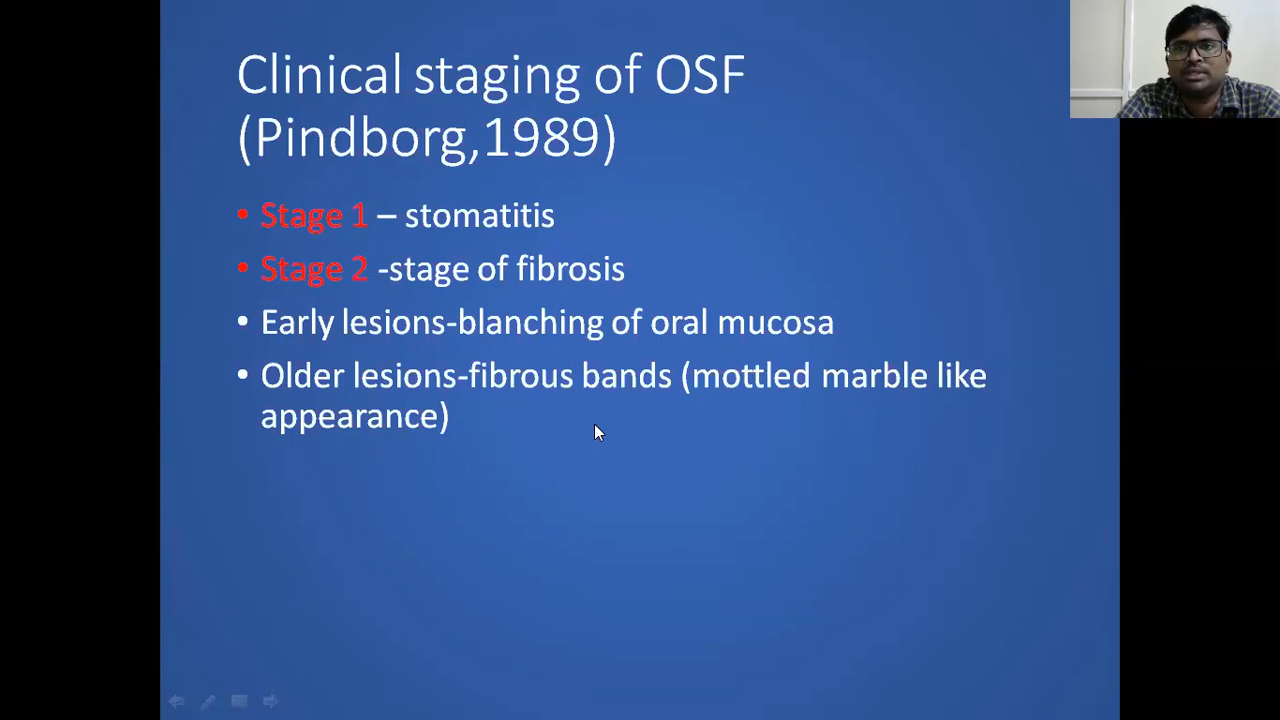 Clinical staging of OSF
(Pindborg,1989)
• Stage 1 – stomatitis
• Stage 2 -stage of fibrosis
• Early lesions-blanching of oral mucosa
• Older lesions-fibrous bands (mottled marble like
appearance)